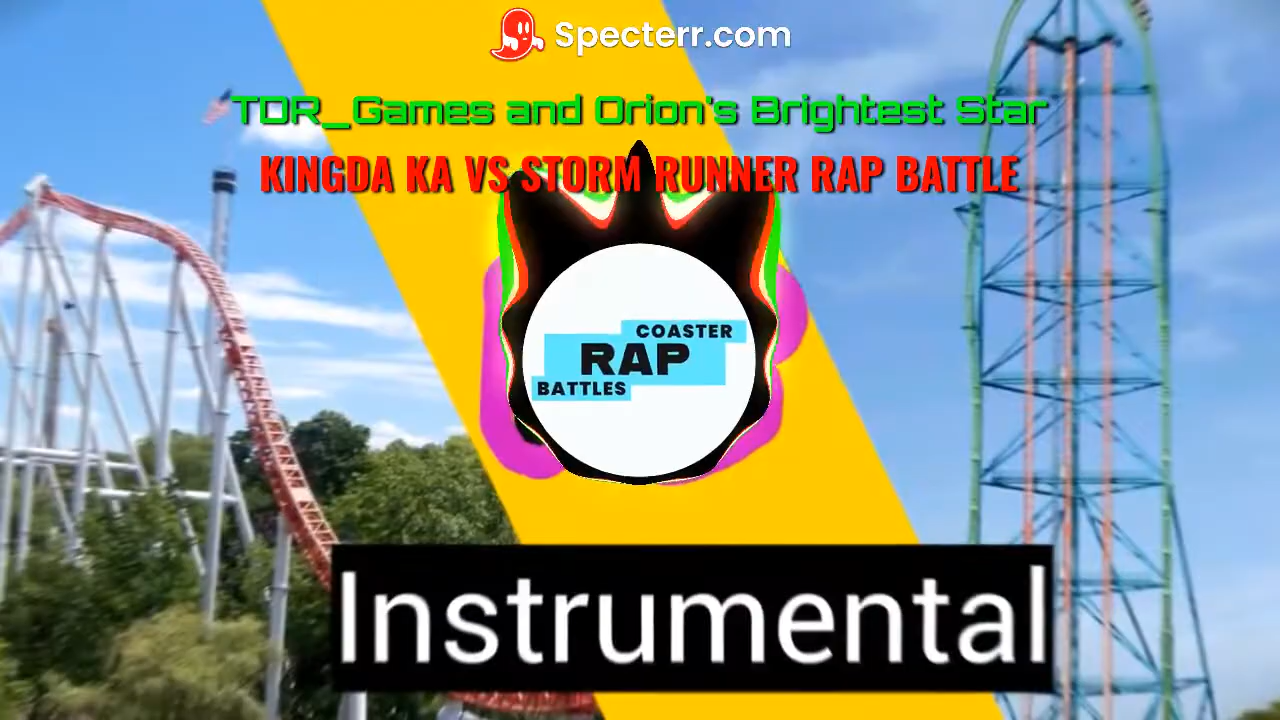 Specterr.com
TDR_Games and Orion's Brightest Star
KINGDA KA VS STORM RUNNER RAP BATTLE
COASTER
RAP
BATTLES
Instrumental